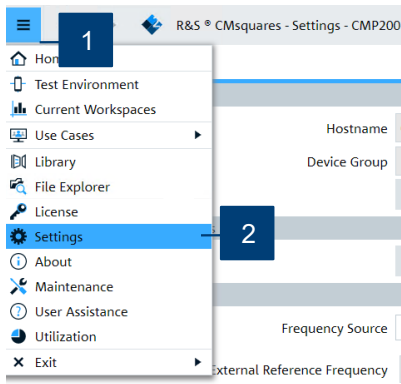 1
R&S ® CMsquares - Settings - CMP200
Test Environment
Current Workspaces
Use Cases
Hostname
Library
Device Group
File Explorer
License
Settings
2
About
Maintenance
User Assistance
Utilization
Frequency Source
Exit
External Reference Frequency